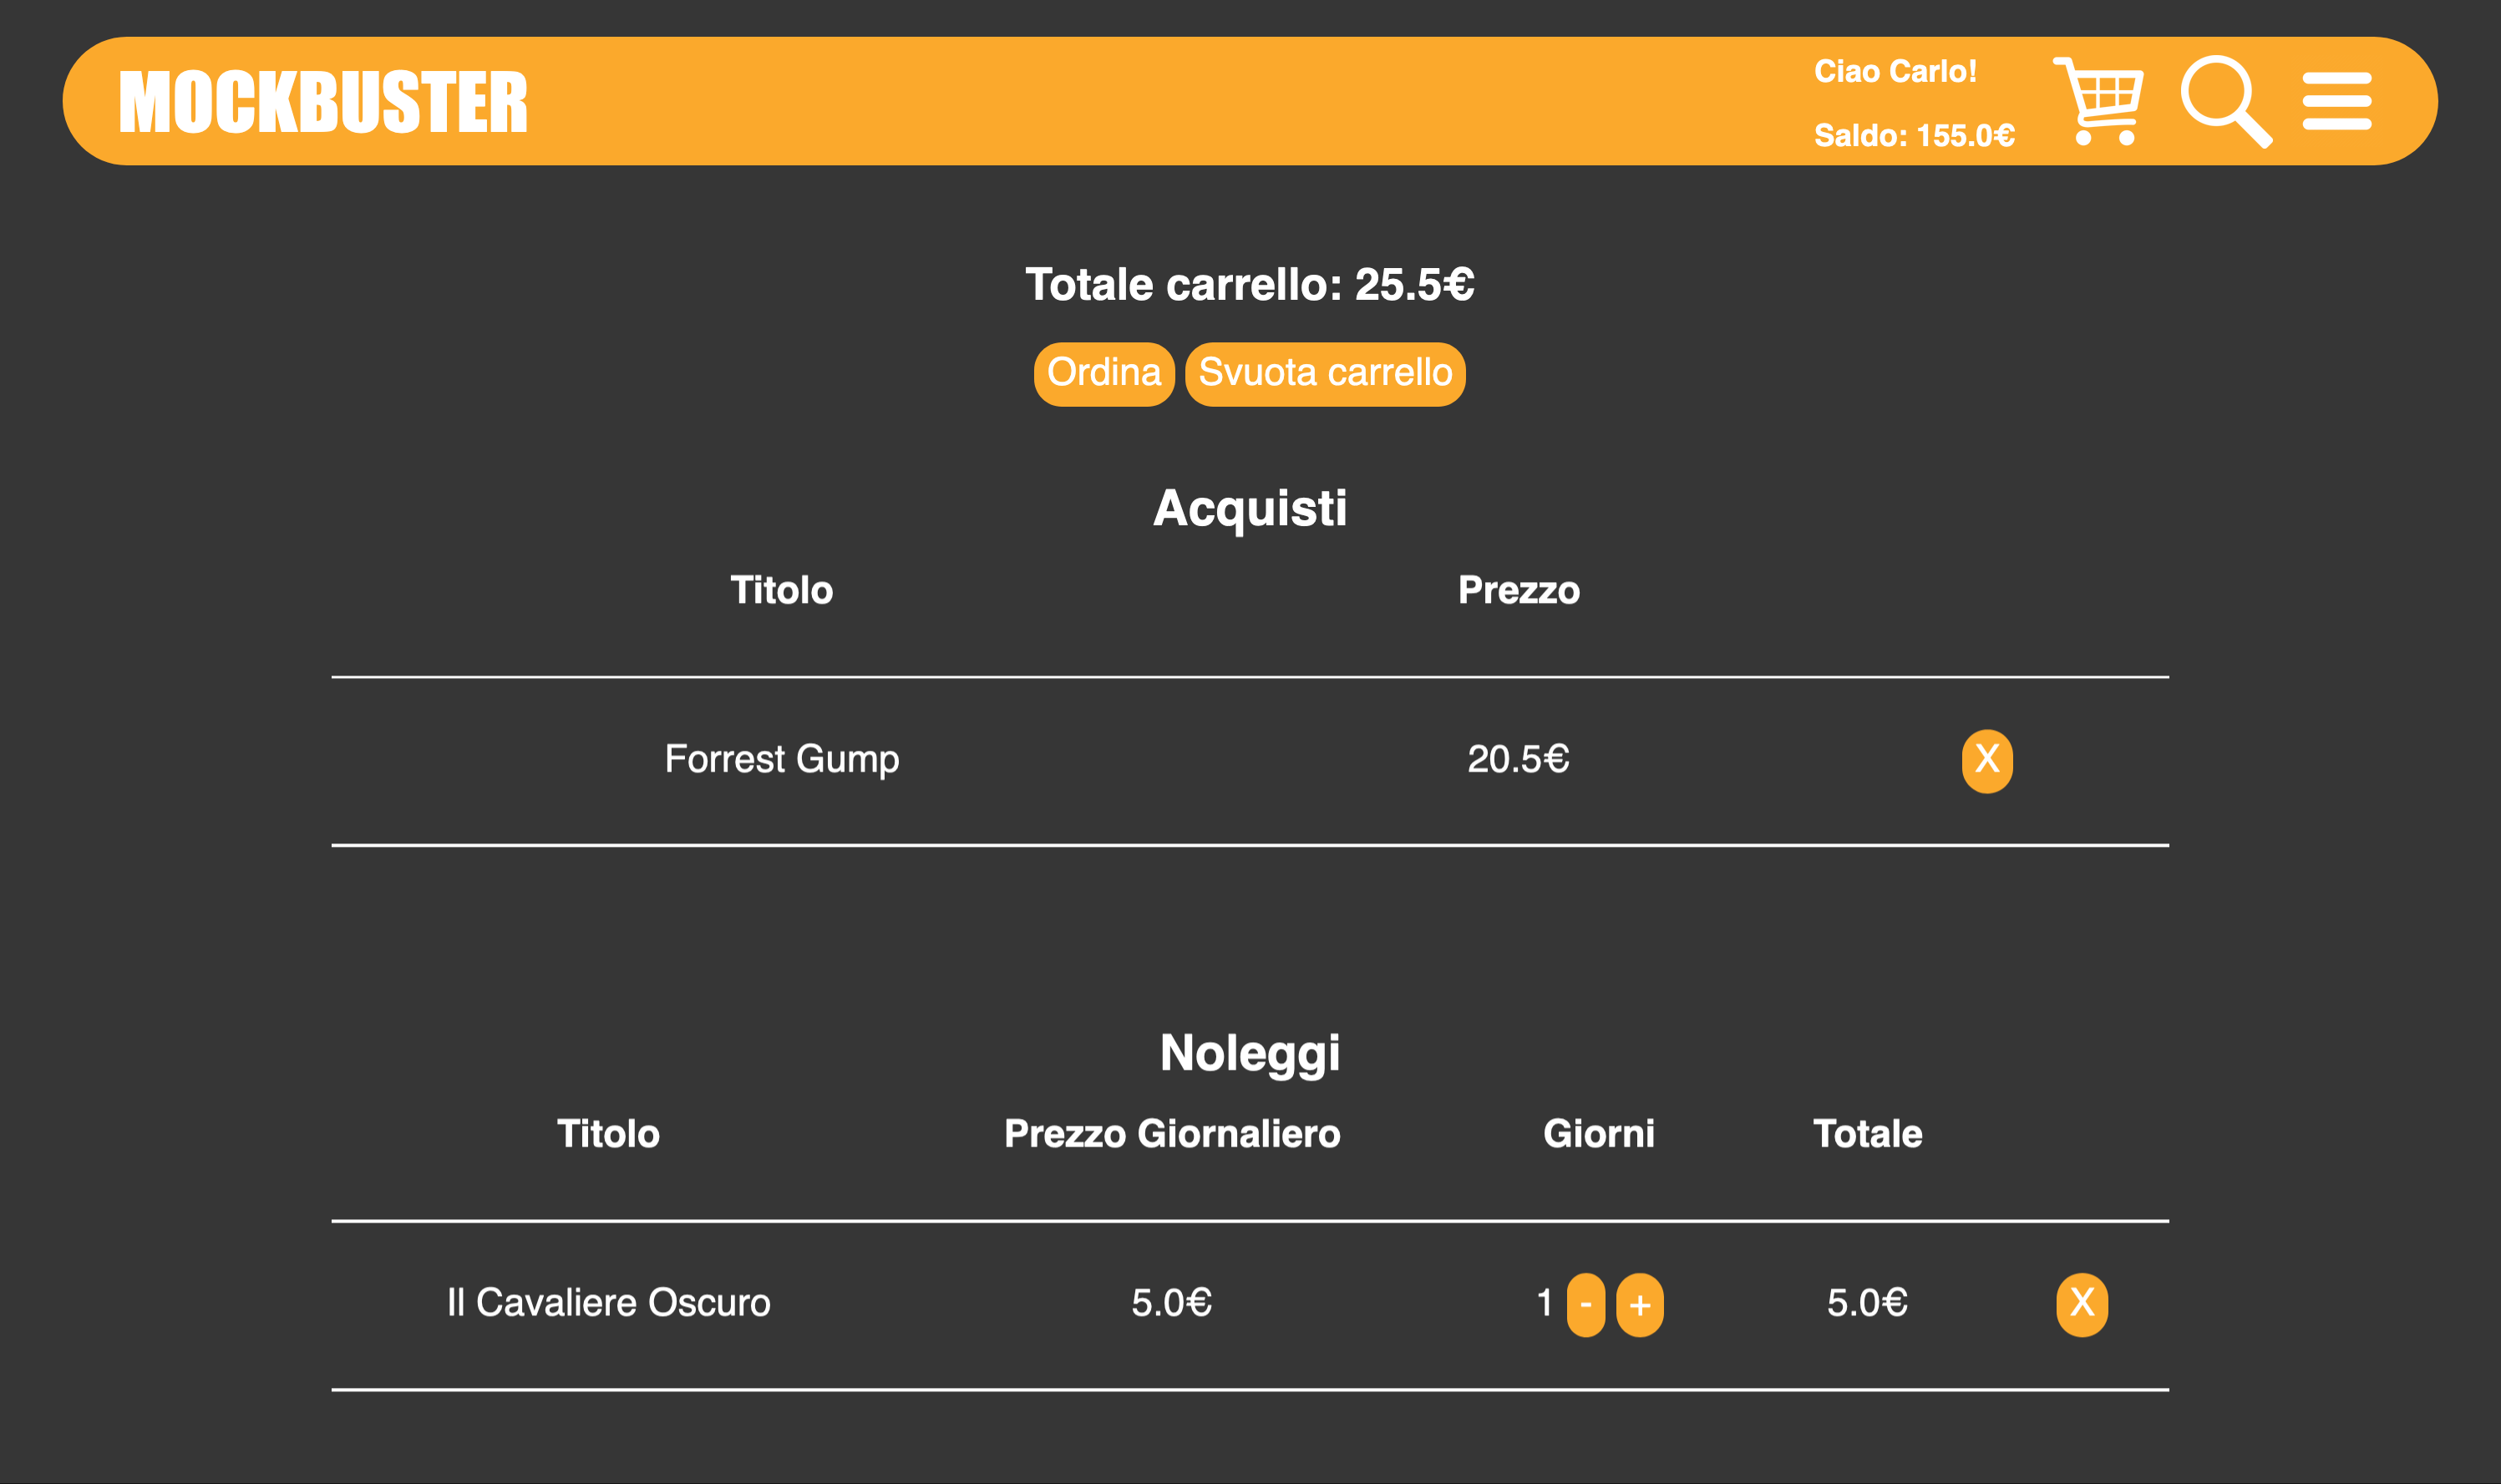 MOCKBUSTER
Ciao Carlo!
Saldo: 155.0€
Totale carrello: 25.5€
Ordina Svuota carrello
Acquisti
Titolo Prezzo
Forrest Gump 20.5€ X
Noleggi
Titolo Prezzo Giornaliero Giorni Totale
Il Cavaliere Oscuro 5.0€ 1 - + 5.0€ X